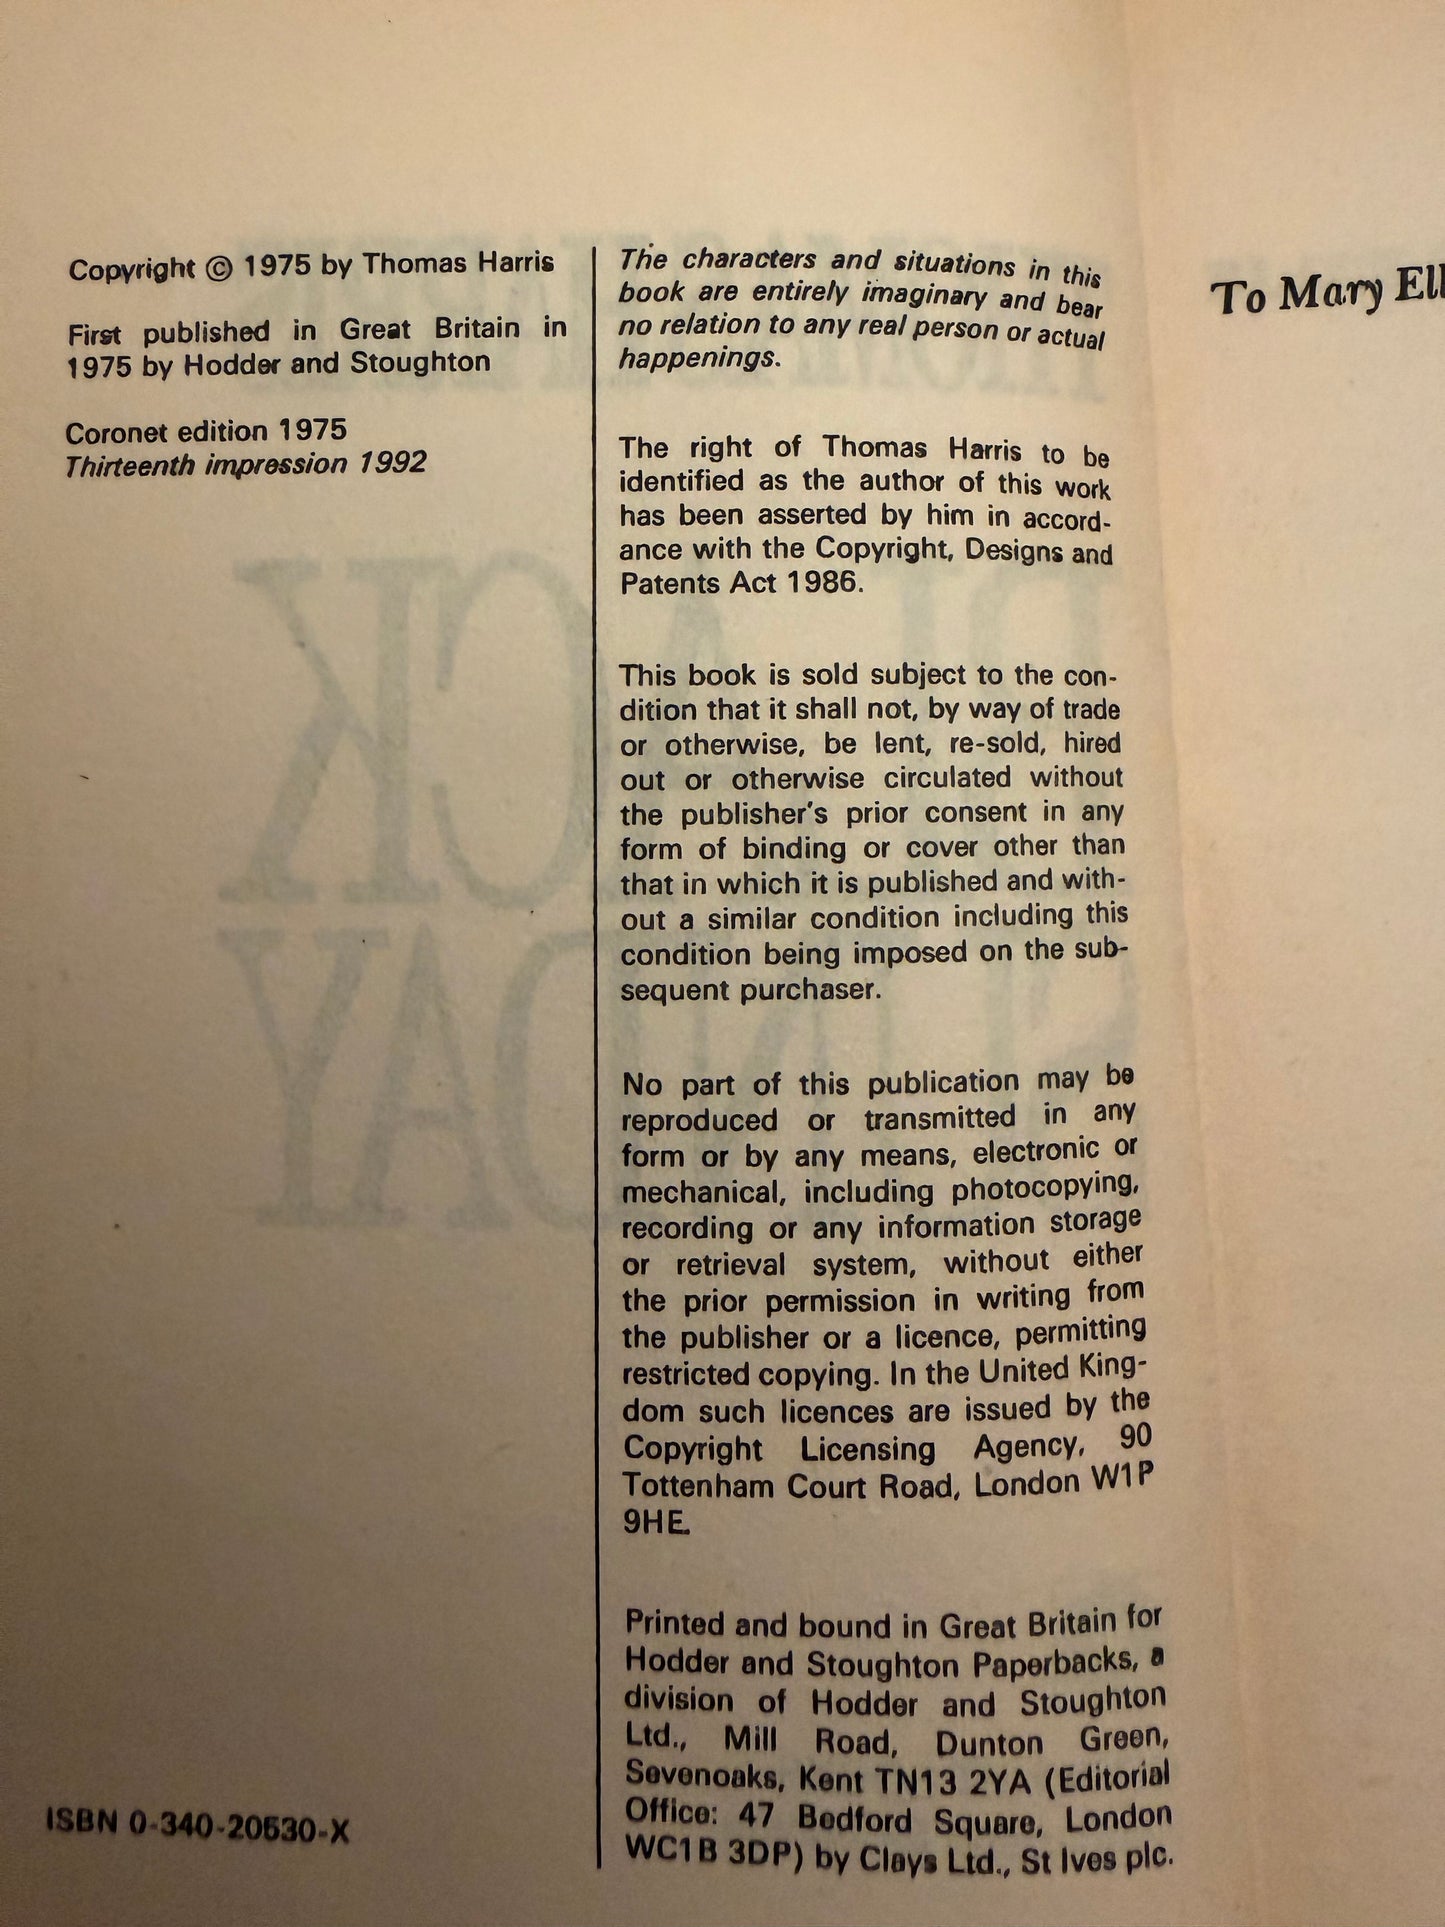 Copyright © 1975 by Thomas Harris
First published in Great Britain in
1975 by Hodder and Stoughton
Coronet edition 1975
Thirteenth impression 1992
ISBN 0-340-20530-X
The characters and situations in this
book are entirely imaginary and bear
no relation to any real person or actual
happenings.
The right of Thomas Harris to be
identified as the author of this work
has been asserted by him in accord-
ance with the Copyright, Designs and
Patents Act 1986.
This book is sold subject to the con-
dition that it shall not, by way of trade
or otherwise, be lent, re-sold, hired
out or otherwise circulated without
the publisher's prior consent in any
form of binding or cover other than
that in which it is published and with-
out a similar condition including this
condition being imposed on the sub-
sequent purchaser.
No part of this publication may be
reproduced or transmitted in any
form or by any means, electronic or
mechanical, including photocopying,
recording or any information storage
or retrieval system, without either
the prior permission in writing from
the publisher or a licence, permitting
restricted copying. In the United King-
dom such licences are issued by the
Copyright Licensing Agency, 90
Tottenham Court Road, London W1P
9HE.
Printed and bound in Great Britain for
Hodder and Stoughton Paperbacks, a
division of Hodder and Stoughton
Ltd., Mill Road, Dunton Green,
Sevenoaks, Kent TN13 2YA (Editorial
Office: 47 Bedford Square, London
WC1B 3DP) by Clays Ltd., St Ives plc.
To Mary Ell